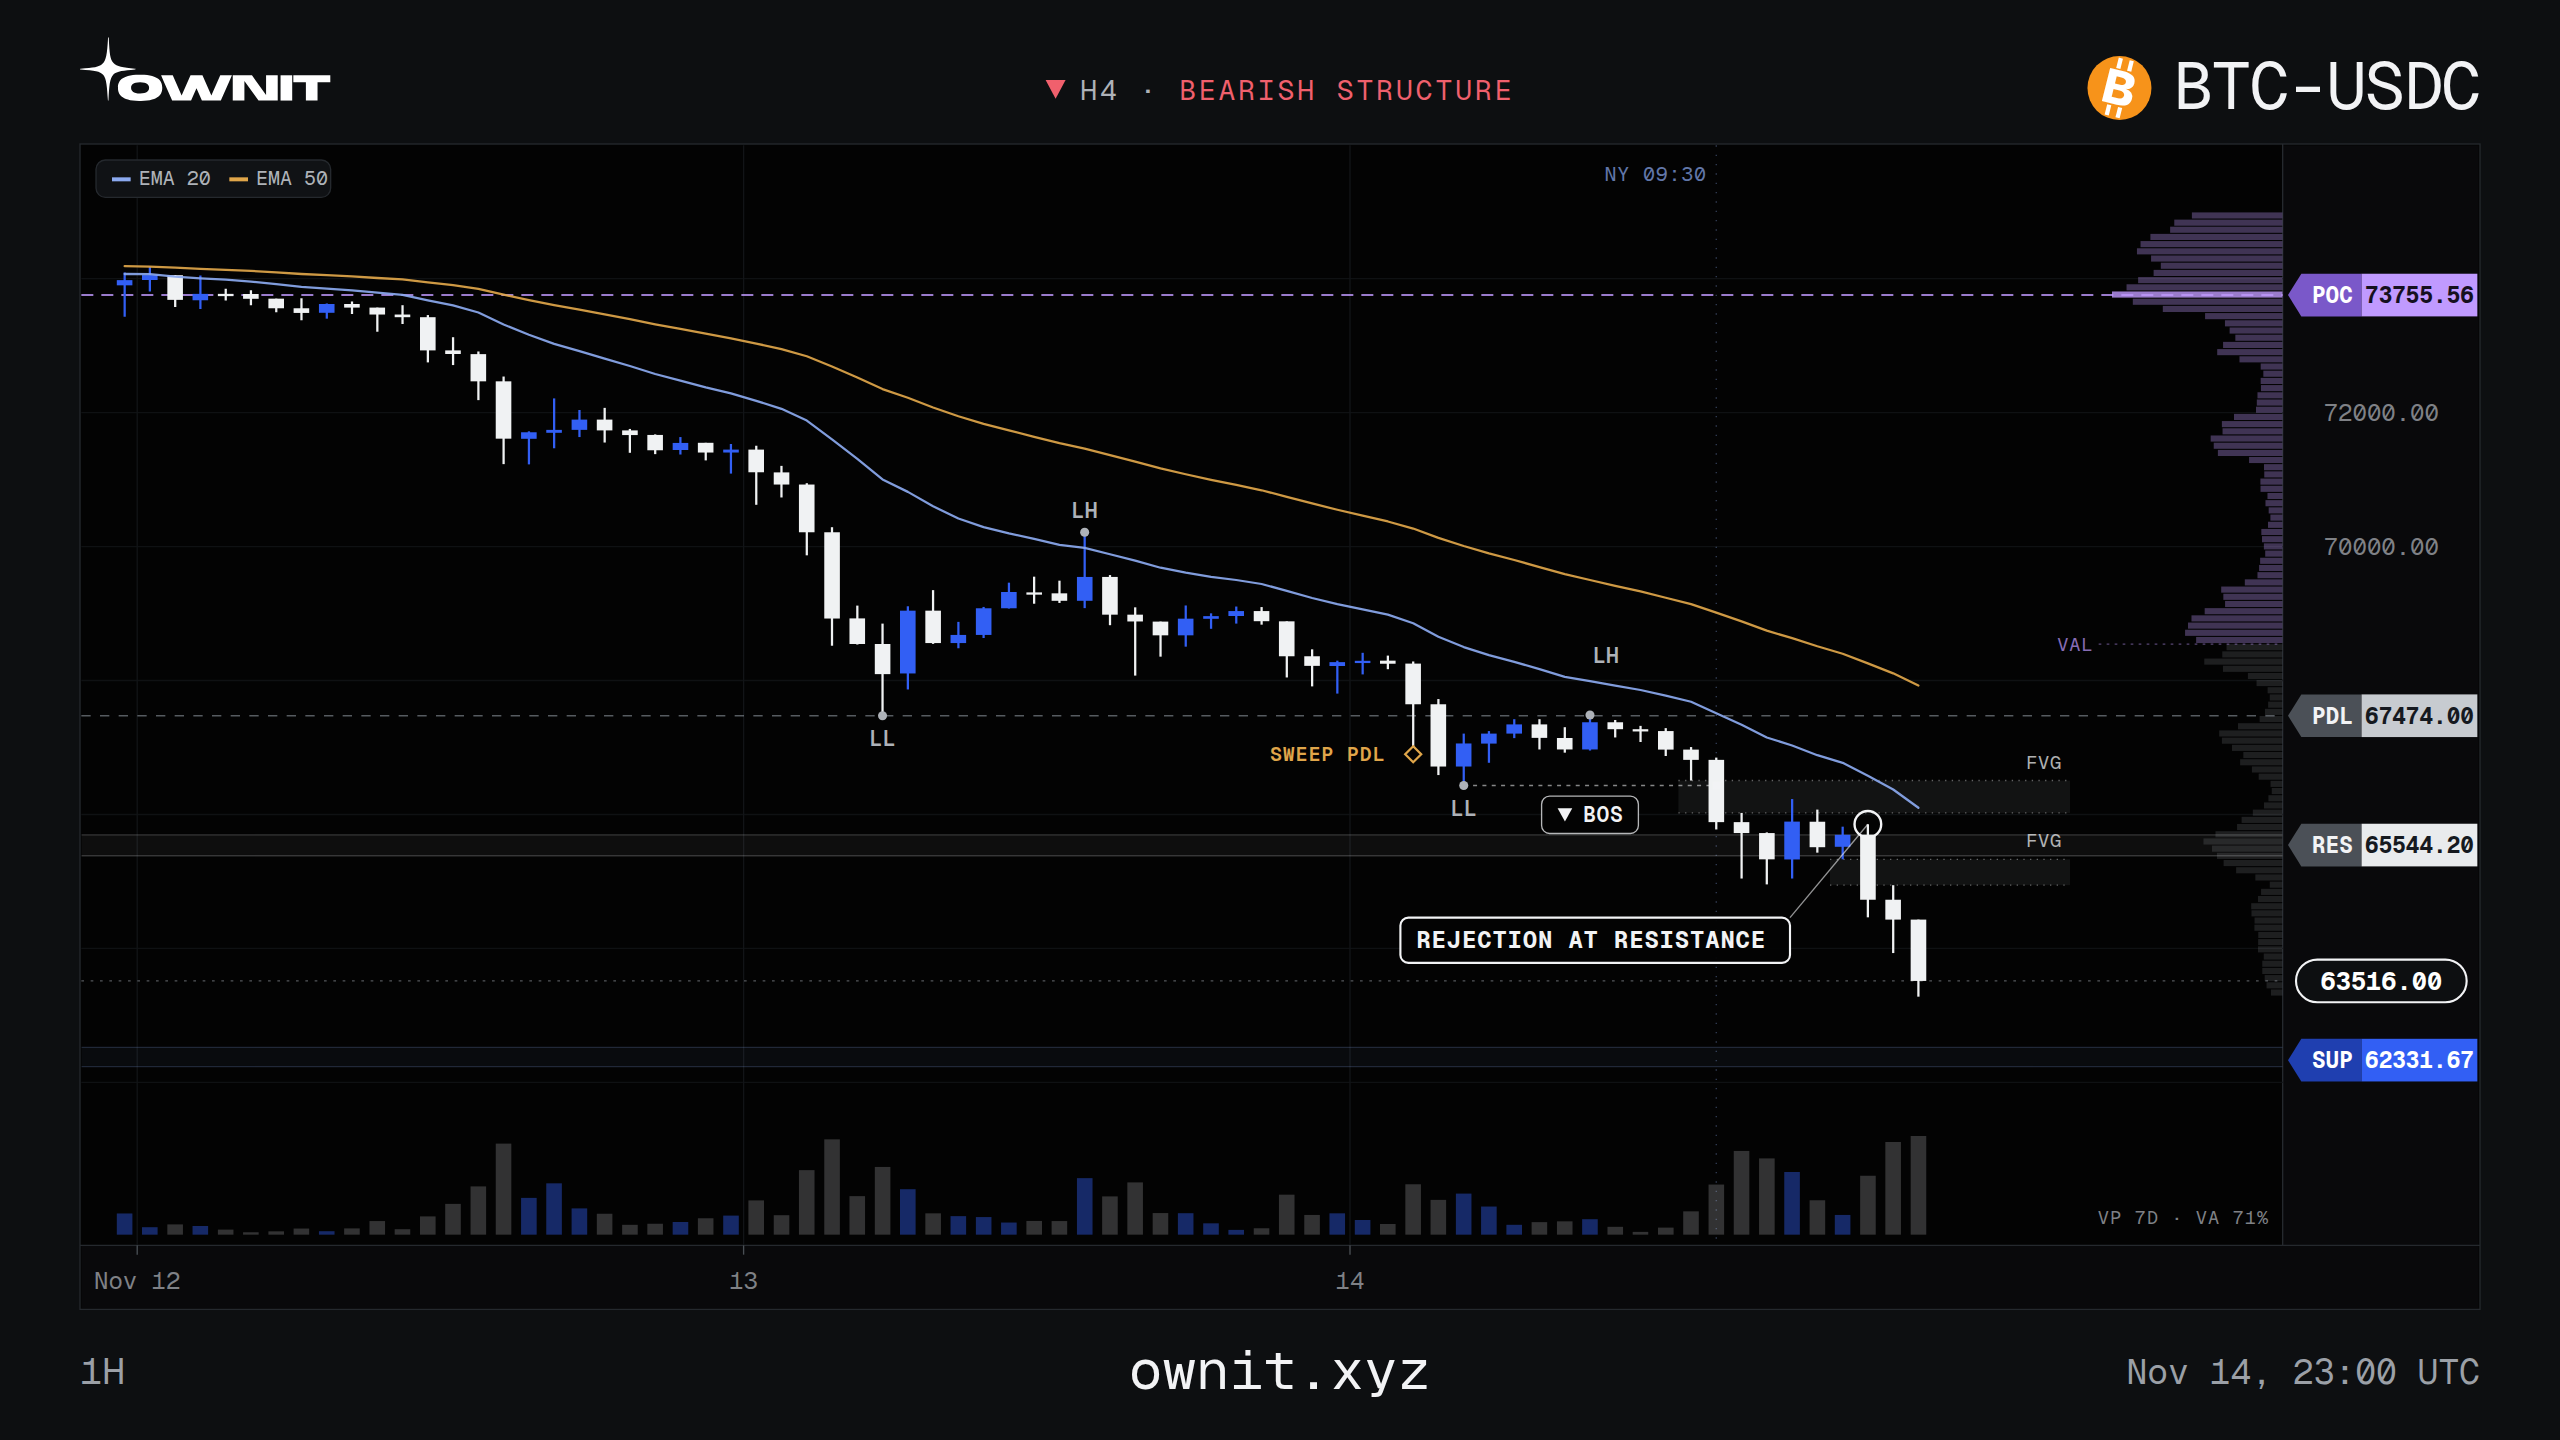 OWNIT
▼ H4 · BEARISH STRUCTURE
BTC-USDC
EMA 20 EMA 50
NY 09:30
POC 73755.56
72000.00
LH
70000.00
VAL
LH
PDL 67474.00
LL
SWEEP PDL
FVG
LL
▼ BOS
FVG
RES 65544.20
REJECTION AT RESISTANCE
63516.00
SUP 62331.67
VP 7D · VA 71%
Nov 12
13
14
1H
ownit.xyz
Nov 14, 23:00 UTC